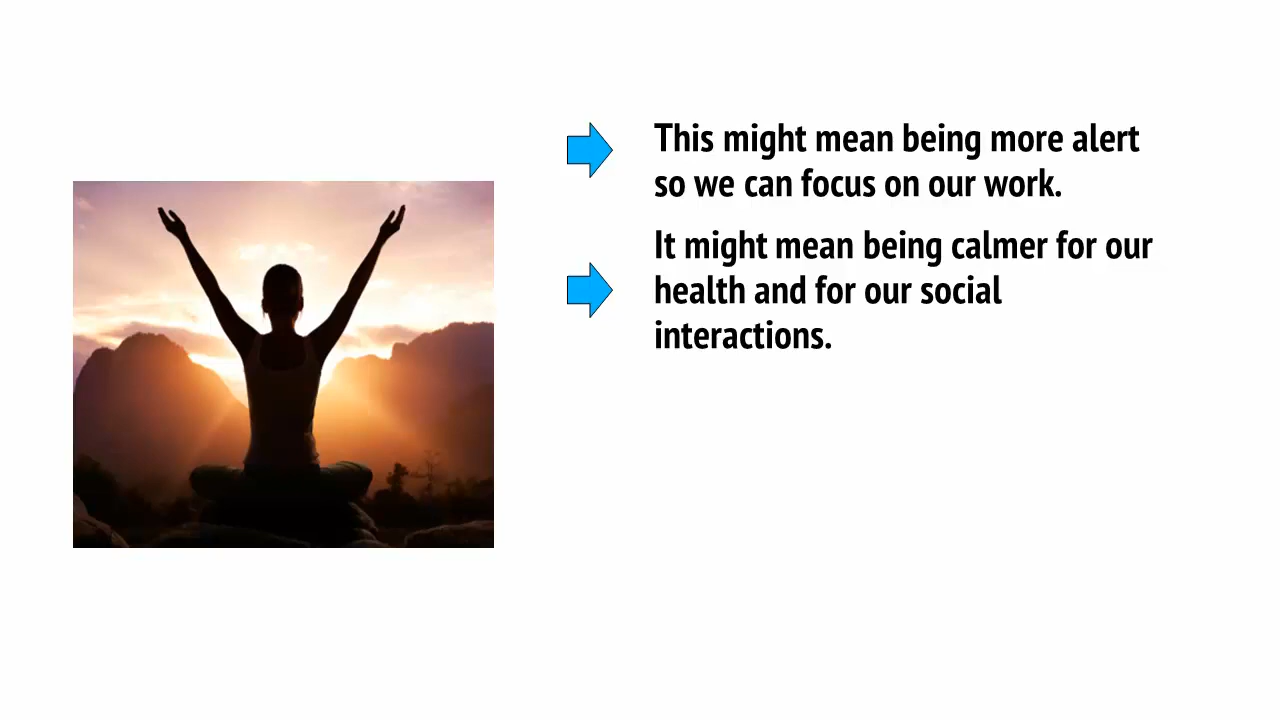 This might mean being more alert
so we can focus on our work.
It might mean being calmer for our
health and for our social
interactions.